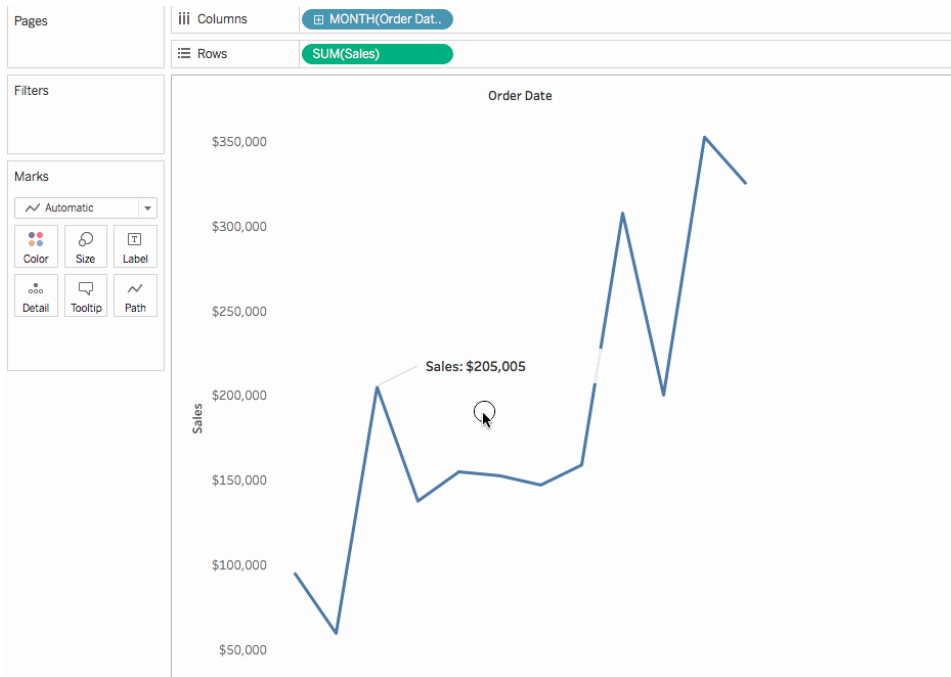 Pages
Columns
MONTH(Order Dat..
Rows
SUM(Sales)
Filters
Marks
Automatic
Color Size Label
Detail Tooltip Path
Order Date
$350,000
$300,000
$250,000
Sales: $205,005
$200,000
Sales
$150,000
$100,000
$50,000